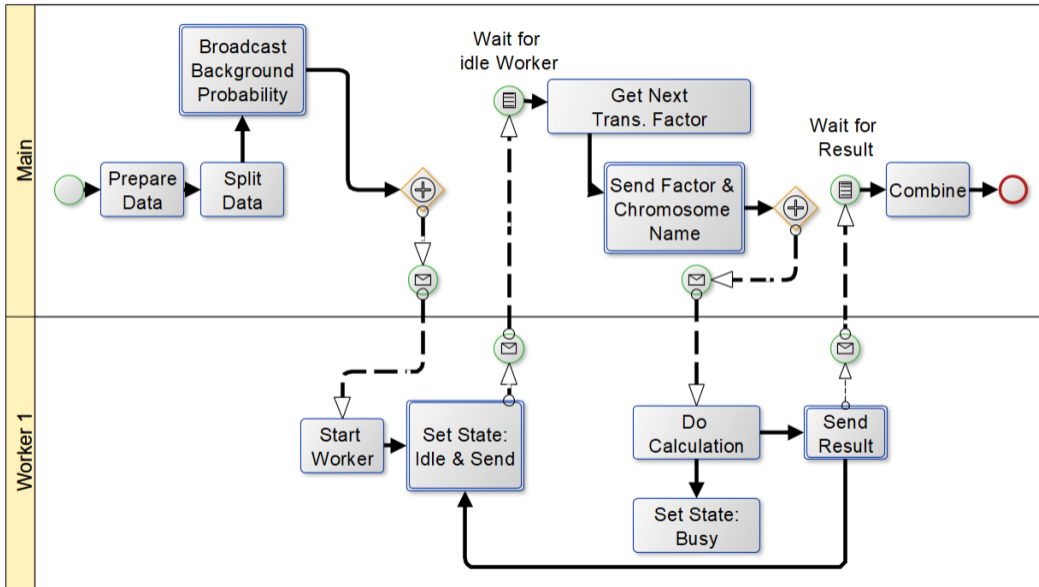 Main
Broadcast
Background
Probability
Prepare
Data
Split
Data
Wait for
idle Worker
Get Next
Trans. Factor
Send Factor &
Chromosome
Name
Wait for
Result
Combine
Worker 1
Start
Worker
Set State:
Idle & Send
Do
Calculation
Send
Result
Set State:
Busy